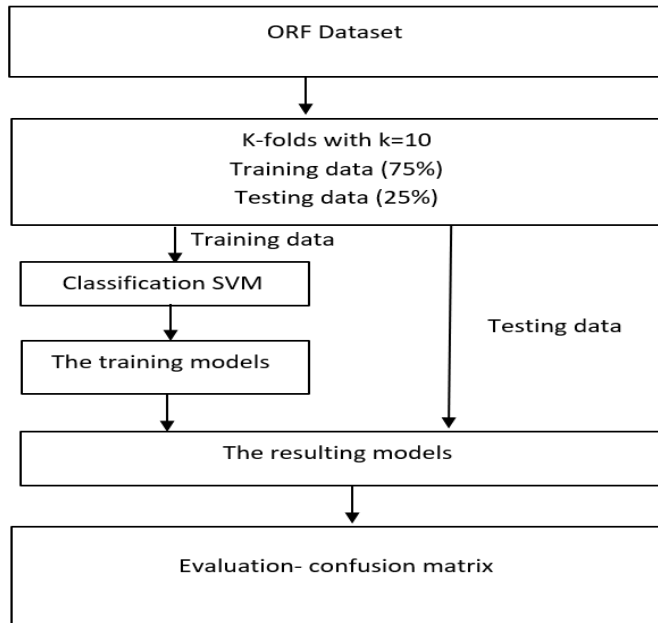 ORF Dataset
K-folds with k=10
Training data (75%)
Testing data (25%)
Training data
Classification SVM
Testing data
The training models
The resulting models
Evaluation- confusion matrix